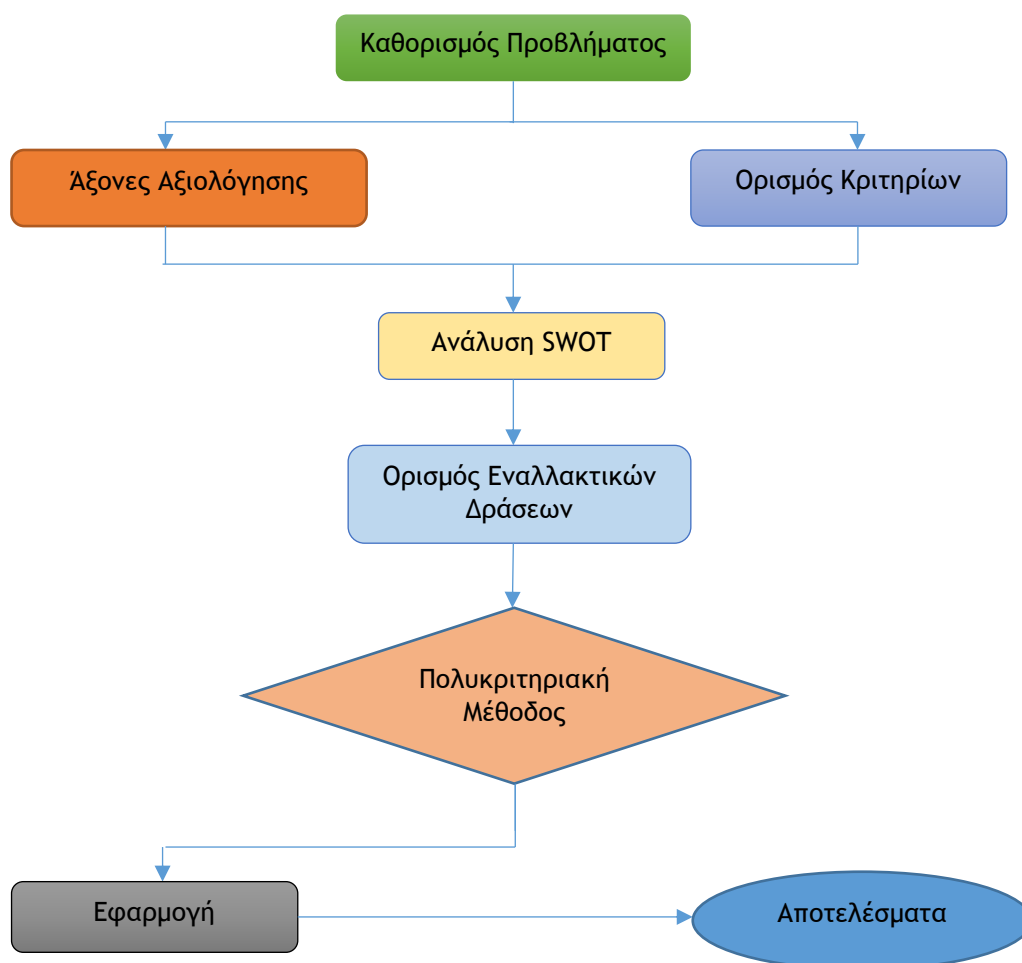 Καθορισμός Προβλήματος
Άξονες Αξιολόγησης
Ορισμός Κριτηρίων
Ανάλυση SWOT
Ορισμός Εναλλακτικών
Δράσεων
Πολυκριτηριακή
Μέθοδος
Εφαρμογή
Αποτελέσματα